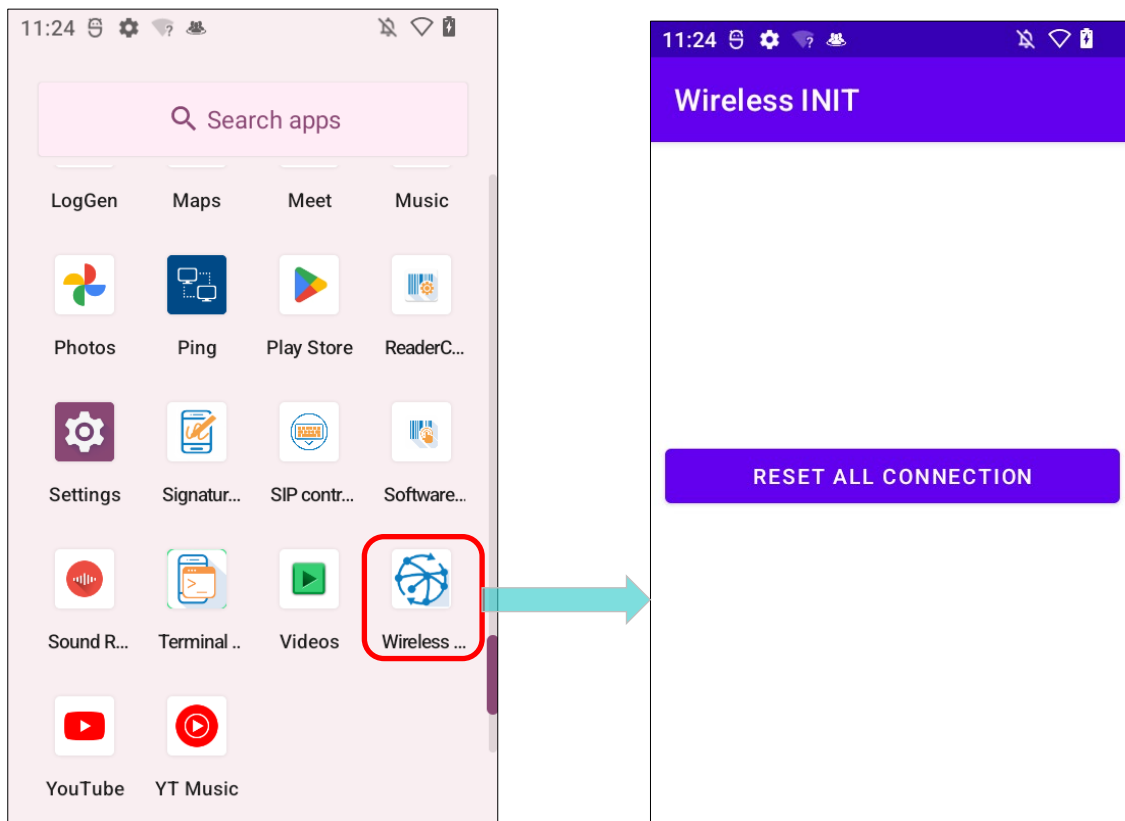 11:24
Search apps
LogGen Maps Meet Music
Photos Ping Play Store ReaderC...
Settings Signatur... SIP contr... Software...
Sound R... Terminal .. Videos Wireless ...
YouTube YT Music
11:24
Wireless INIT
RESET ALL CONNECTION